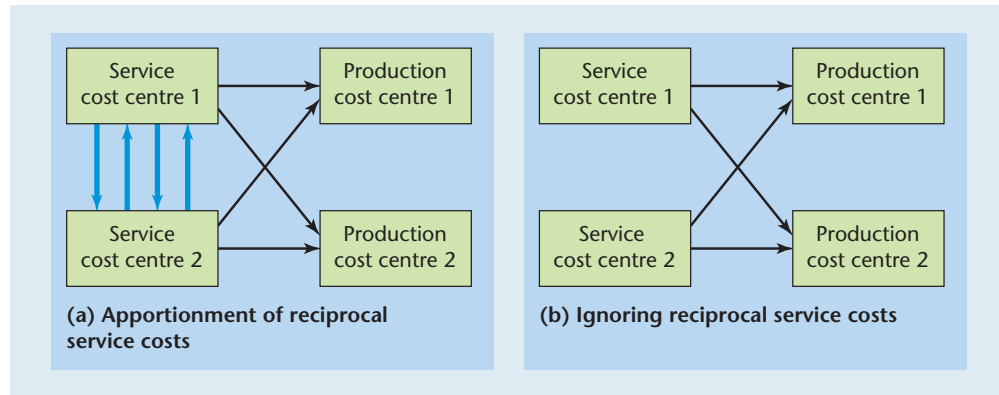 Service
cost centre 1
Production
cost centre 1
Service
cost centre 2
Production
cost centre 2
(a) Apportionment of reciprocal
service costs
Service
cost centre 1
Production
cost centre 1
Service
cost centre 2
Production
cost centre 2
(b) Ignoring reciprocal service costs